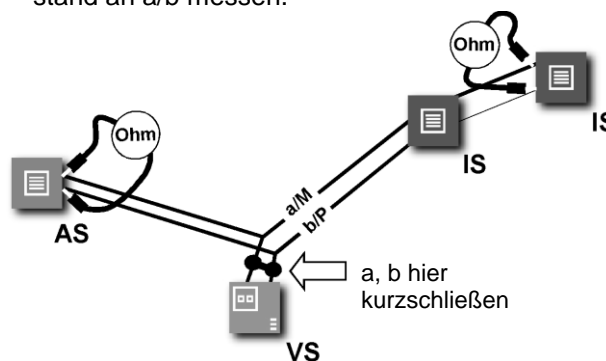 stand an a/b messen.
Ohm
Ohm
IS
IS
a/M
b/P
AS
a, b hier
kurzschließen
VS